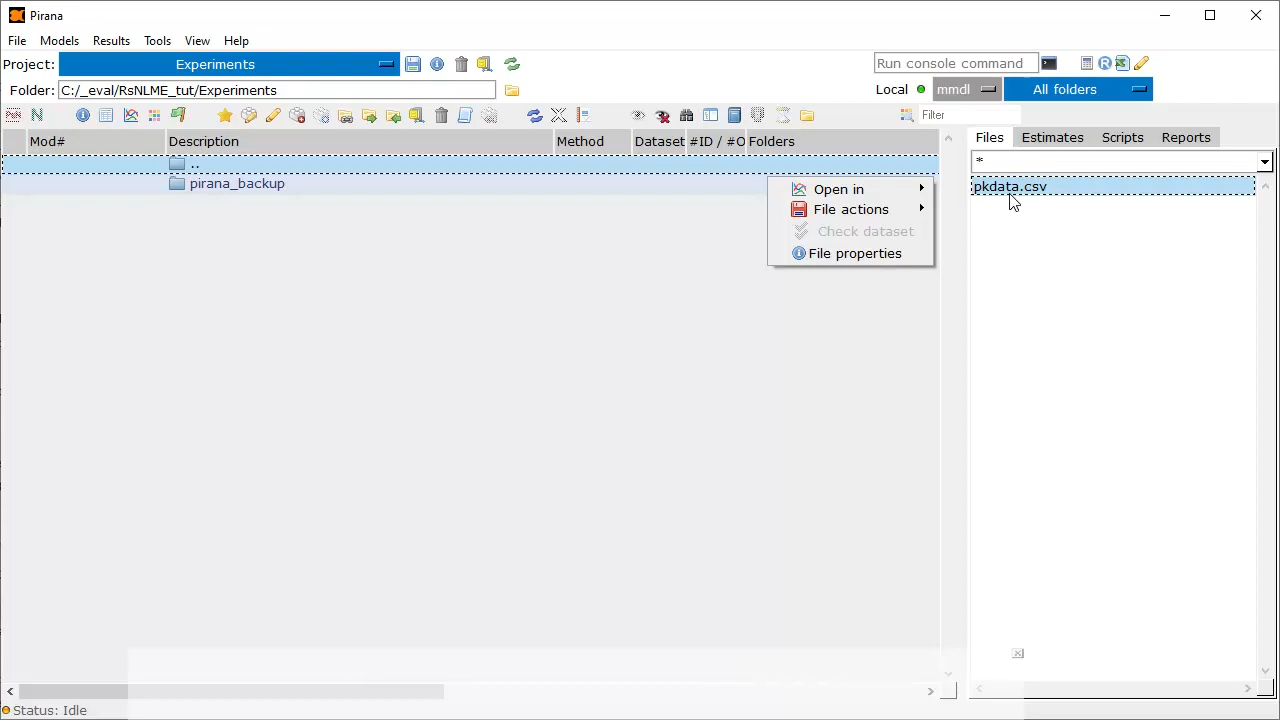 Pirana
File Models Results Tools View Help
Project: Experiments Run console command
Folder: C:/_eval/RsNLME_tut/Experiments Local mmdl All folders
Filter
Mod# Description Method Dataset #ID / #O Folders
Files Estimates Scripts Reports
..
*
pirana_backup
pkdata.csv
Open in
File actions
Check dataset
File properties
Status: Idle